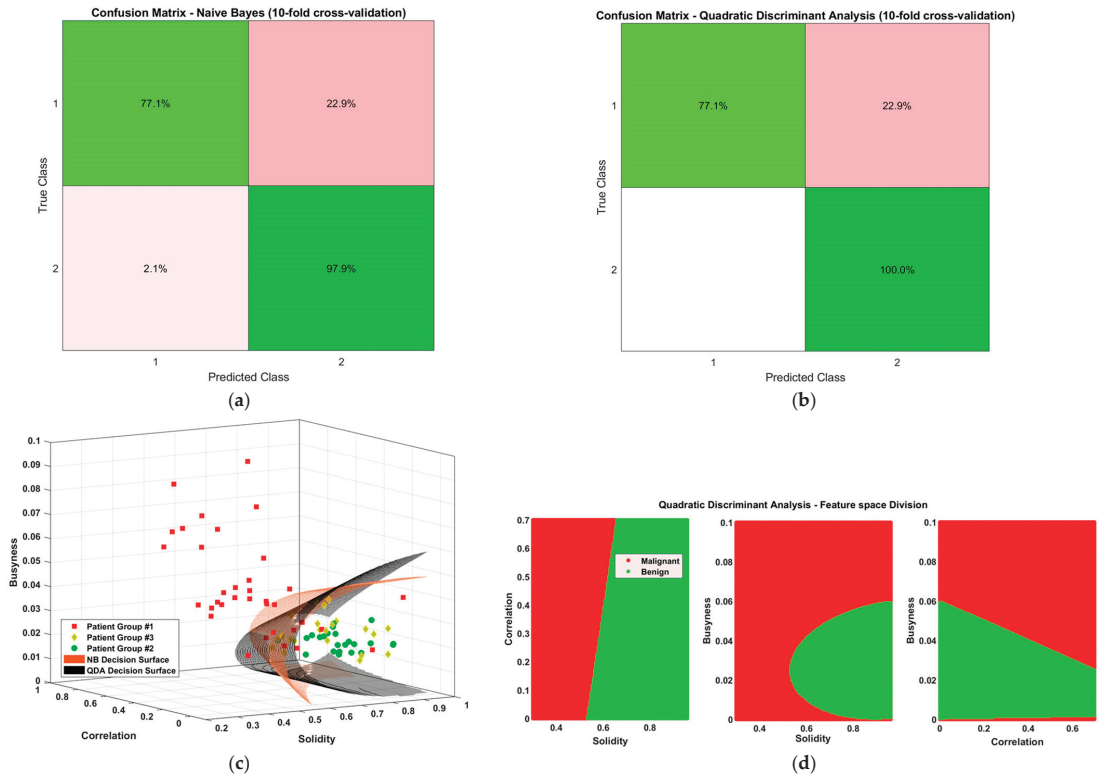 Confusion Matrix - Naive Bayes (10-fold cross-validation)
1
77.1%
22.9%
True Class
2
2.1%
97.9%
1
2
Predicted Class
(a)
Confusion Matrix - Quadratic Discriminant Analysis (10-fold cross-validation)
1
77.1%
22.9%
True Class
2
100.0%
1
2
Predicted Class
(b)
0.1
0.09
0.08
0.07
0.06
0.05
0.04
0.03
0.02
0.01
0
Busyness
Patient Group #1
Patient Group #3
Patient Group #2
NB Decision Surface
QDA Decision Surface
1
0.8
0.6
0.4
0.2
0
Correlation
0.2
0.3
0.4
0.5
0.6
0.7
0.8
0.9
1
Solidity
(c)
Quadratic Discriminant Analysis - Feature space Division
0.7
0.6
0.5
0.4
0.3
0.2
0.1
0
Correlation
Malignant
Benign
0.4
0.6
0.8
Solidity
0.1
0.08
0.06
0.04
0.02
0
Busyness
0.4
0.6
0.8
Solidity
0.1
0.08
0.06
0.04
0.02
0
Busyness
0
0.2
0.4
0.6
Correlation
(d)